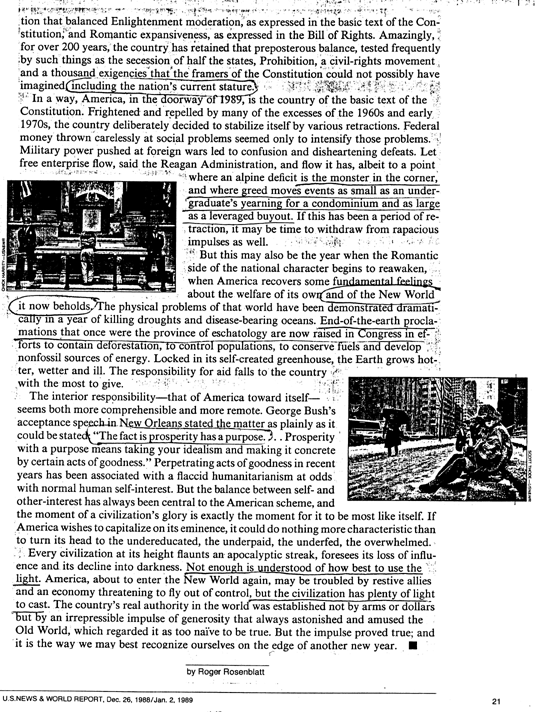 tion that balanced Enlightenment moderation, as expressed in the basic text of the Con-
stitution, and Romantic expansiveness, as expressed in the Bill of Rights. Amazingly,
for over 200 years, the country has retained that preposterous balance, tested frequently
by such things as the secession of half the states, Prohibition, a civil-rights movement
and a thousand exigencies that the framers of the Constitution could not possibly have
imagined (including the nation's current stature.)
In a way, America, in the doorway of 1989, is the country of the basic text of the
Constitution. Frightened and repelled by many of the excesses of the 1960s and early
1970s, the country deliberately decided to stabilize itself by various retractions. Federal
money thrown carelessly at social problems seemed only to intensify those problems.
Military power pushed at foreign wars led to confusion and disheartening defeats. Let
free enterprise flow, said the Reagan Administration, and flow it has, albeit to a point
where an alpine deficit is the monster in the corner,
and where greed moves events as small as an under-
graduate's yearning for a condominium and as large
as a leveraged buyout. If this has been a period of re-
traction, it may be time to withdraw from rapacious
impulses as well.
But this may also be the year when the Romantic
side of the national character begins to reawaken,
when America recovers some fundamental feelings
about the welfare of its own and of the New World
it now beholds. The physical problems of that world have been demonstrated dramati-
cally in a year of killing droughts and disease-bearing oceans. End-of-the-earth procla-
mations that once were the province of eschatology are now raised in Congress in ef-
forts to contain deforestation, to control populations, to conserve fuels and develop
nonfossil sources of energy. Locked in its self-created greenhouse, the Earth grows hot-
ter, wetter and ill. The responsibility for aid falls to the country
with the most to give.
The interior responsibility—that of America toward itself—
seems both more comprehensible and more remote. George Bush's
acceptance speech in New Orleans stated the matter as plainly as it
could be stated: "The fact is prosperity has a purpose. . . . Prosperity
with a purpose means taking your idealism and making it concrete
by certain acts of goodness." Perpetrating acts of goodness in recent
years has been associated with a flaccid humanitarianism at odds
with normal human self-interest. But the balance between self- and
other-interest has always been central to the American scheme, and
the moment of a civilization's glory is exactly the moment for it to be most like itself. If
America wishes to capitalize on its eminence, it could do nothing more characteristic than
to turn its head to the undereducated, the underpaid, the underfed, the overwhelmed.
Every civilization at its height flaunts an apocalyptic streak, foresees its loss of influ-
ence and its decline into darkness. Not enough is understood of how best to use the
light. America, about to enter the New World again, may be troubled by restive allies
and an economy threatening to fly out of control, but the civilization has plenty of light
to cast. The country's real authority in the world was established not by arms or dollars
but by an irrepressible impulse of generosity that always astonished and amused the
Old World, which regarded it as too naïve to be true. But the impulse proved true; and
it is the way we may best recognize ourselves on the edge of another new year. ■
by Roger Rosenblatt
U.S.NEWS & WORLD REPORT, Dec. 26, 1988/Jan. 2, 1989
21